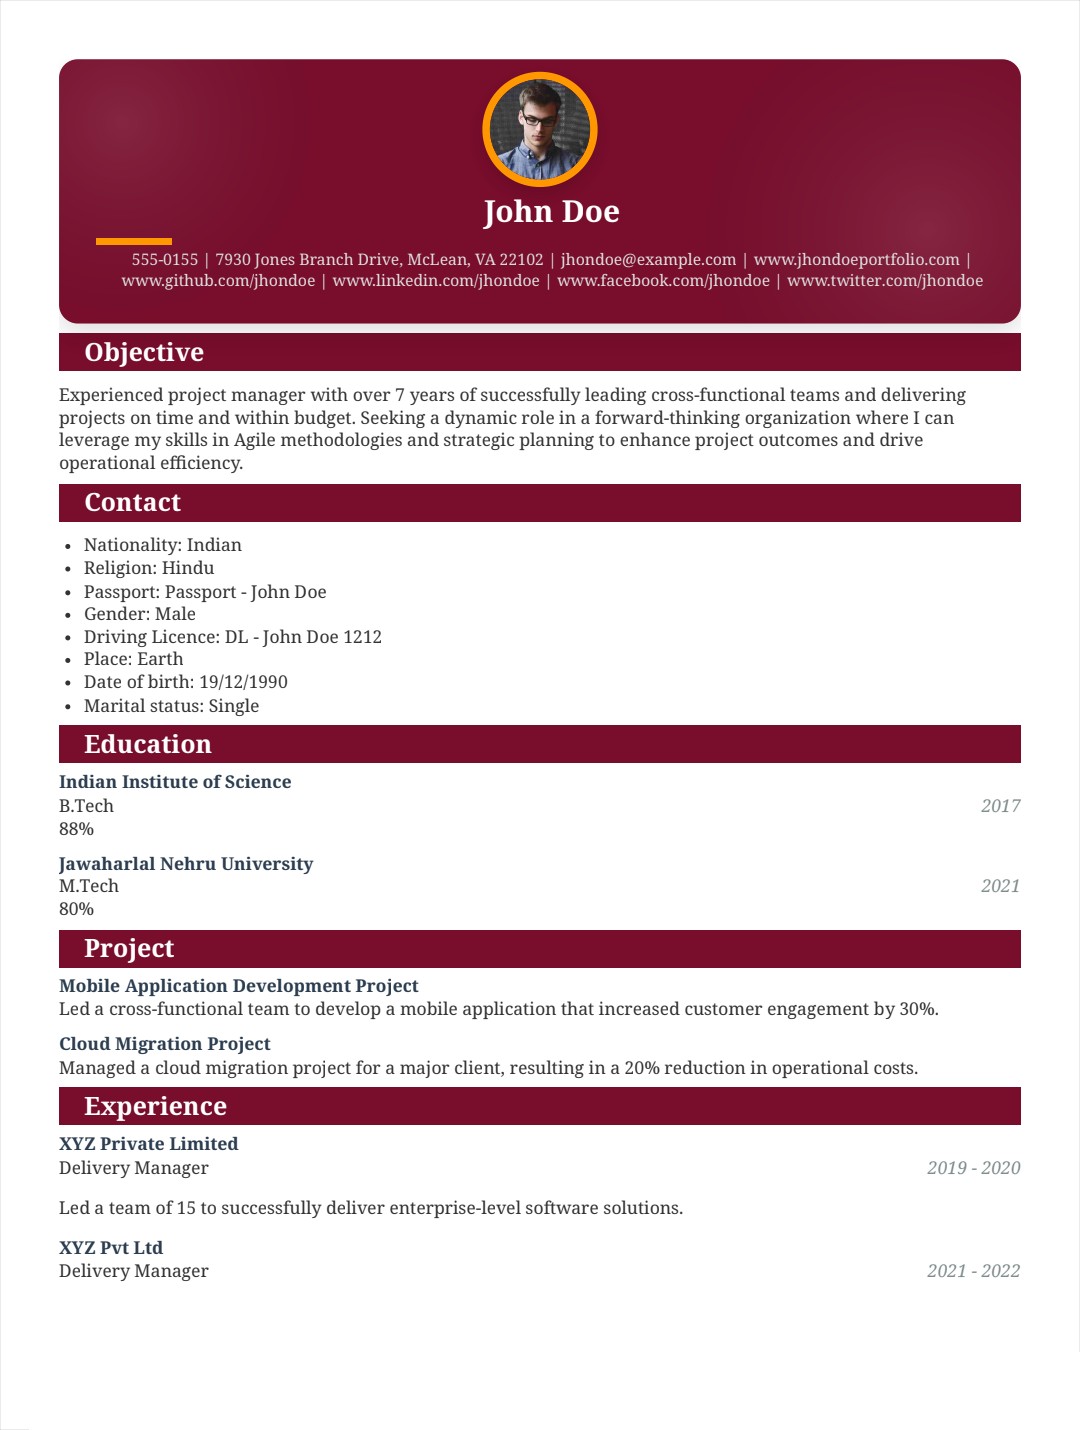 John Doe
555-0155 | 7930 Jones Branch Drive, McLean, VA 22102 | jhondoe@example.com | www.jhondoeportfolio.com |
www.github.com/jhondoe | www.linkedin.com/jhondoe | www.facebook.com/jhondoe | www.twitter.com/jhondoe
Objective
Experienced project manager with over 7 years of successfully leading cross-functional teams and delivering
projects on time and within budget. Seeking a dynamic role in a forward-thinking organization where I can
leverage my skills in Agile methodologies and strategic planning to enhance project outcomes and drive
operational efficiency.
Contact
• Nationality: Indian
• Religion: Hindu
• Passport: Passport - John Doe
• Gender: Male
• Driving Licence: DL - John Doe 1212
• Place: Earth
• Date of birth: 19/12/1990
• Marital status: Single
Education
Indian Institute of Science
B.Tech 2017
88%
Jawaharlal Nehru University
M.Tech 2021
80%
Project
Mobile Application Development Project
Led a cross-functional team to develop a mobile application that increased customer engagement by 30%.
Cloud Migration Project
Managed a cloud migration project for a major client, resulting in a 20% reduction in operational costs.
Experience
XYZ Private Limited
Delivery Manager 2019 - 2020
Led a team of 15 to successfully deliver enterprise-level software solutions.
XYZ Pvt Ltd
Delivery Manager 2021 - 2022